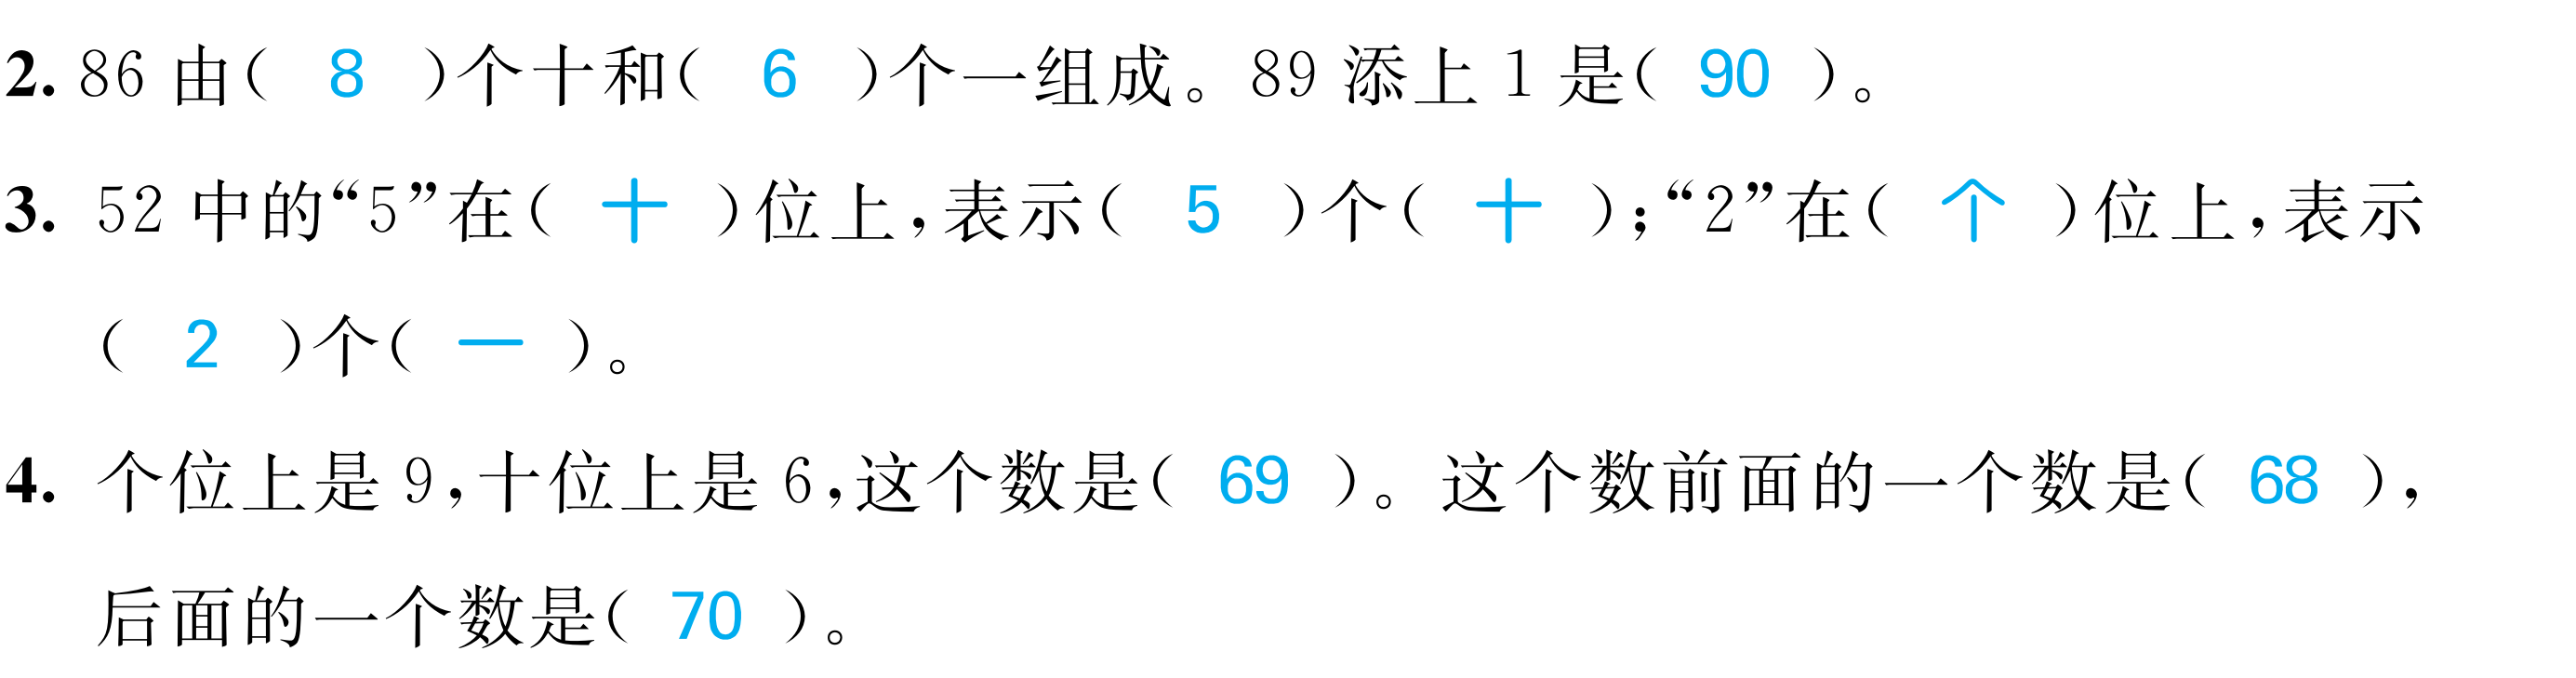 2. 86 由( 8 )个十和( 6 )个一组成。89 添上 1 是( 90 )。
3. 52 中的“5”在( 十 )位上,表示( 5 )个( 十 );“2”在( 个 )位上,表示
( 2 )个( 一 )。
4. 个位上是 9,十位上是 6,这个数是( 69 )。这个数前面的一个数是( 68 ),
后面的一个数是( 70 )。